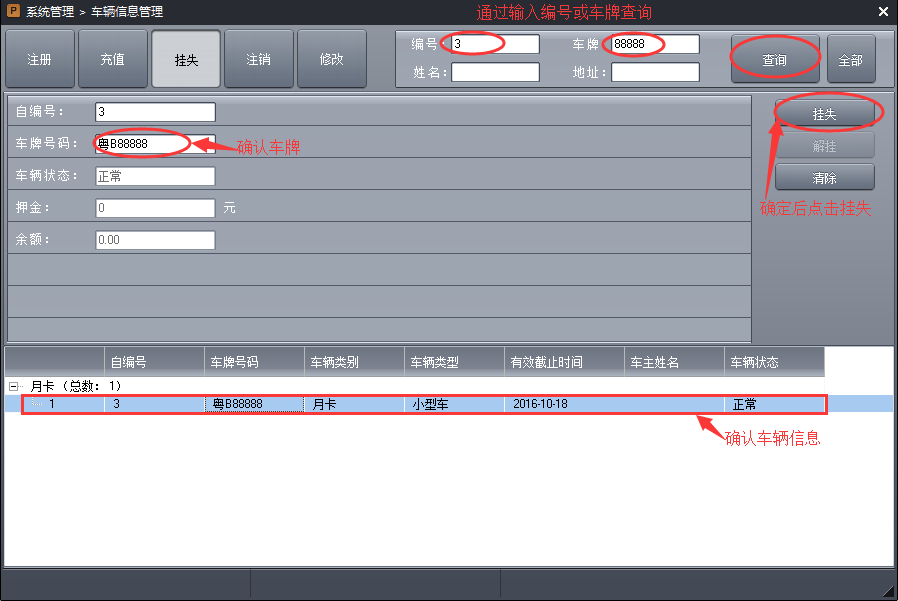 P 系统管理 > 车辆信息管理
通过输入编号或车牌查询
注册 充值 挂失 注销 修改
编号: 3 车牌: 88888
姓名: 地址:
查询 全部
自编号: 3
挂失
车牌号码: 粤B88888 确认车牌
解挂
车辆状态: 正常
清除
押金: 0 元
确定后点击挂失
余额: 0.00
自编号 车牌号码 车辆类别 车辆类型 有效截止时间 车主姓名 车辆状态
月卡 (总数: 1)
1 3 粤B88888 月卡 小型车 2016-10-18 正常
确认车辆信息